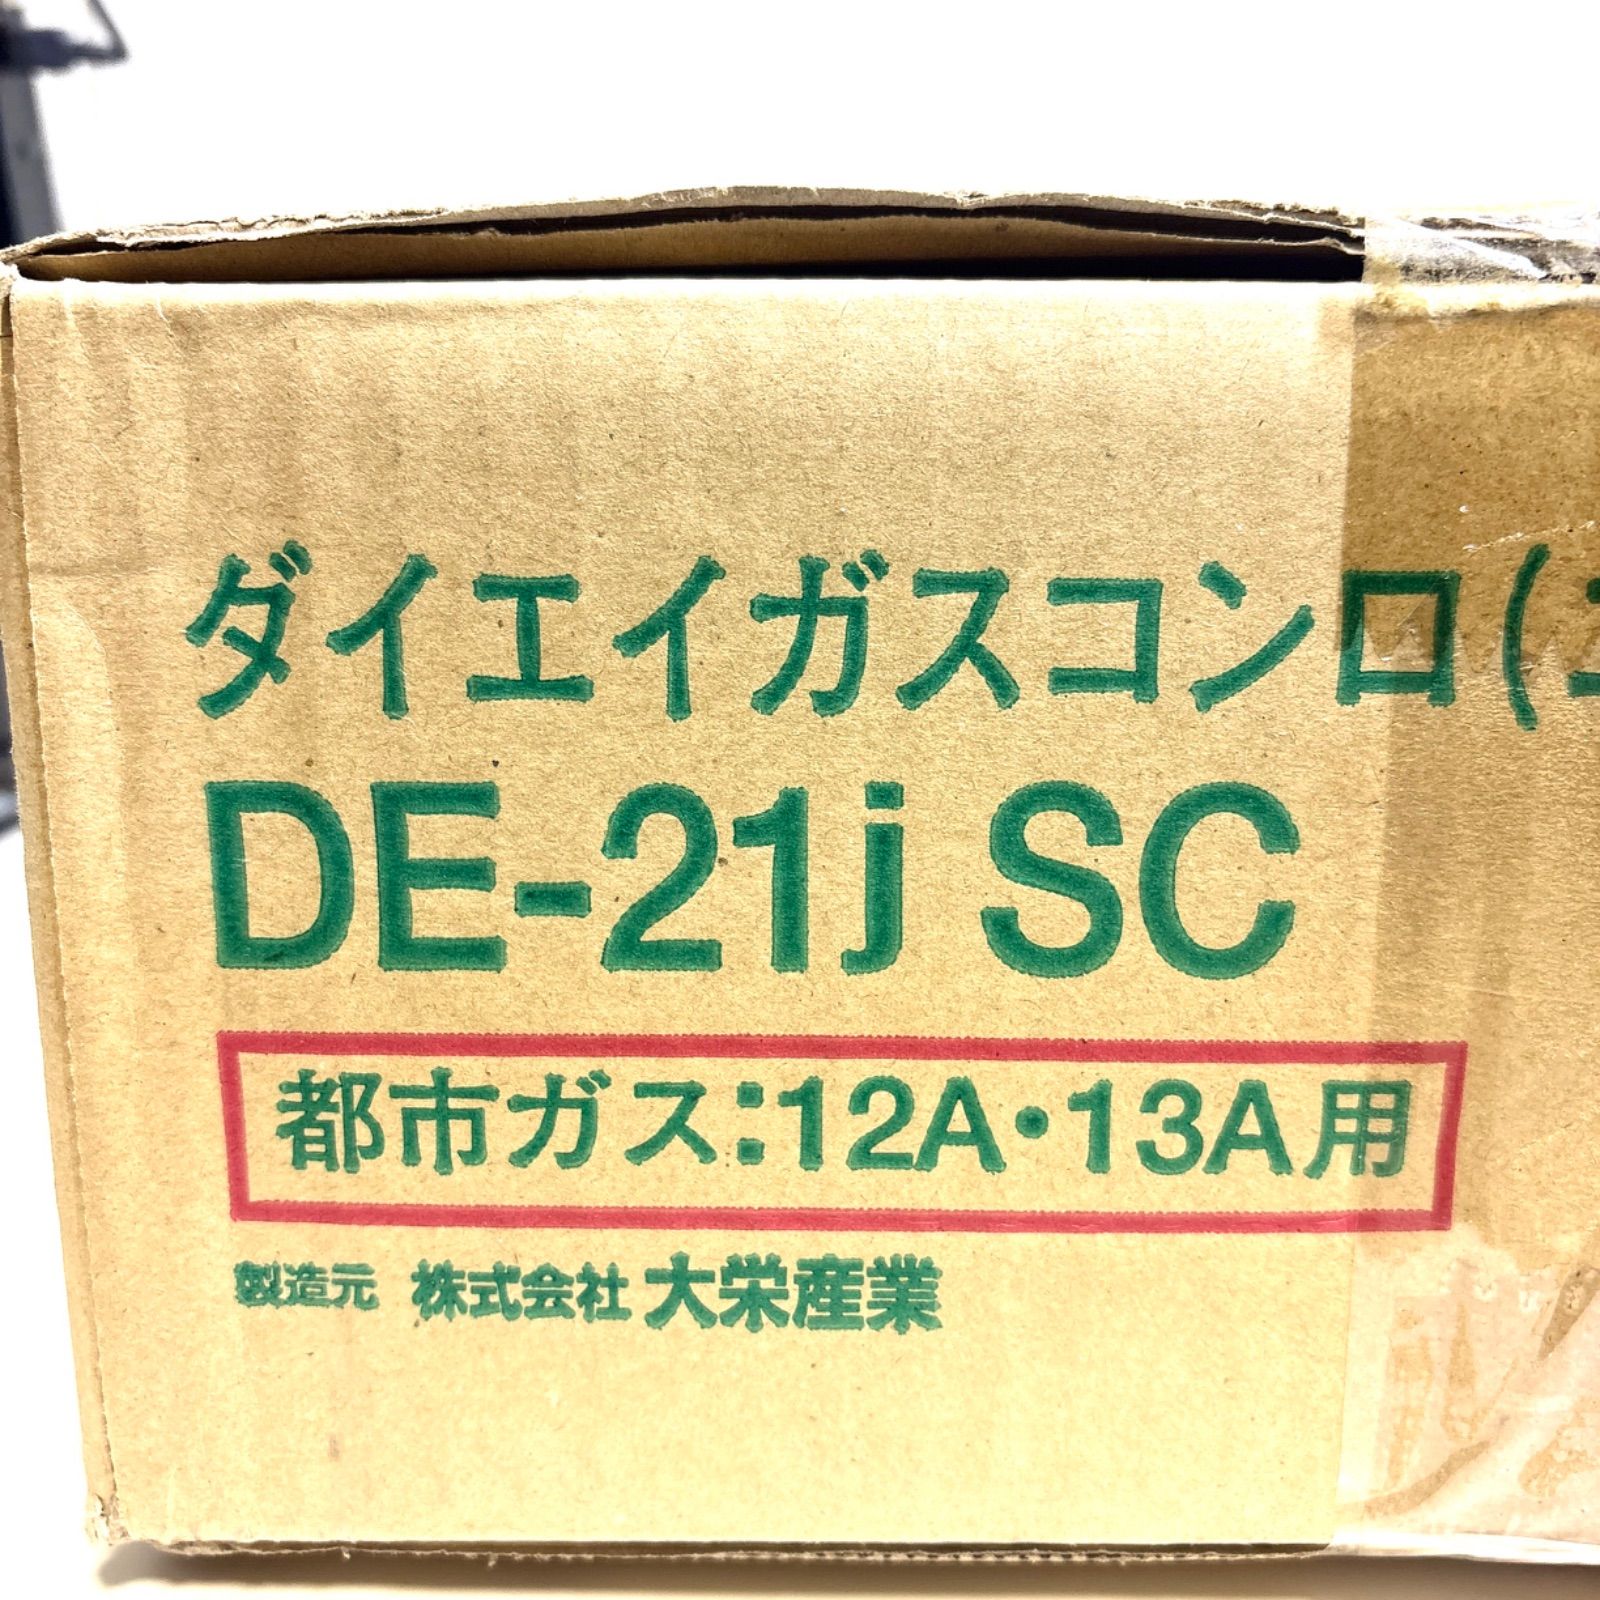 ダイエイガスコンロ(
DE-21j SC
都市ガス:12A・13A用
製造元 株式会社 大栄産業